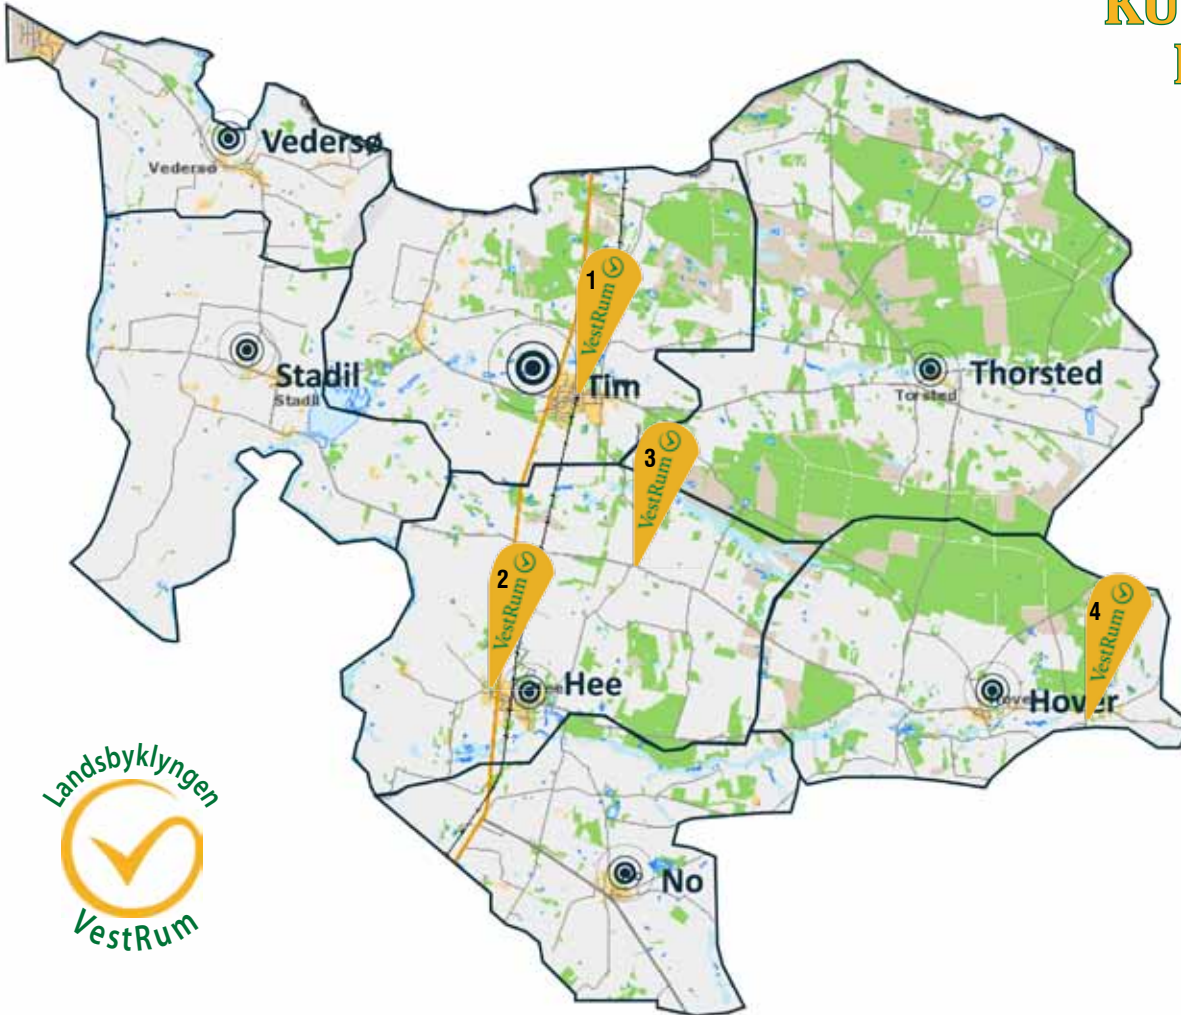 KU
Vedersø
Vedersø
1
VestRum
Stadil
Stadil
Tim
Thorsted
Torsted
3
VestRum
2
VestRum
4
VestRum
Hee
Hover
No
Landsbyklyngen
VestRum